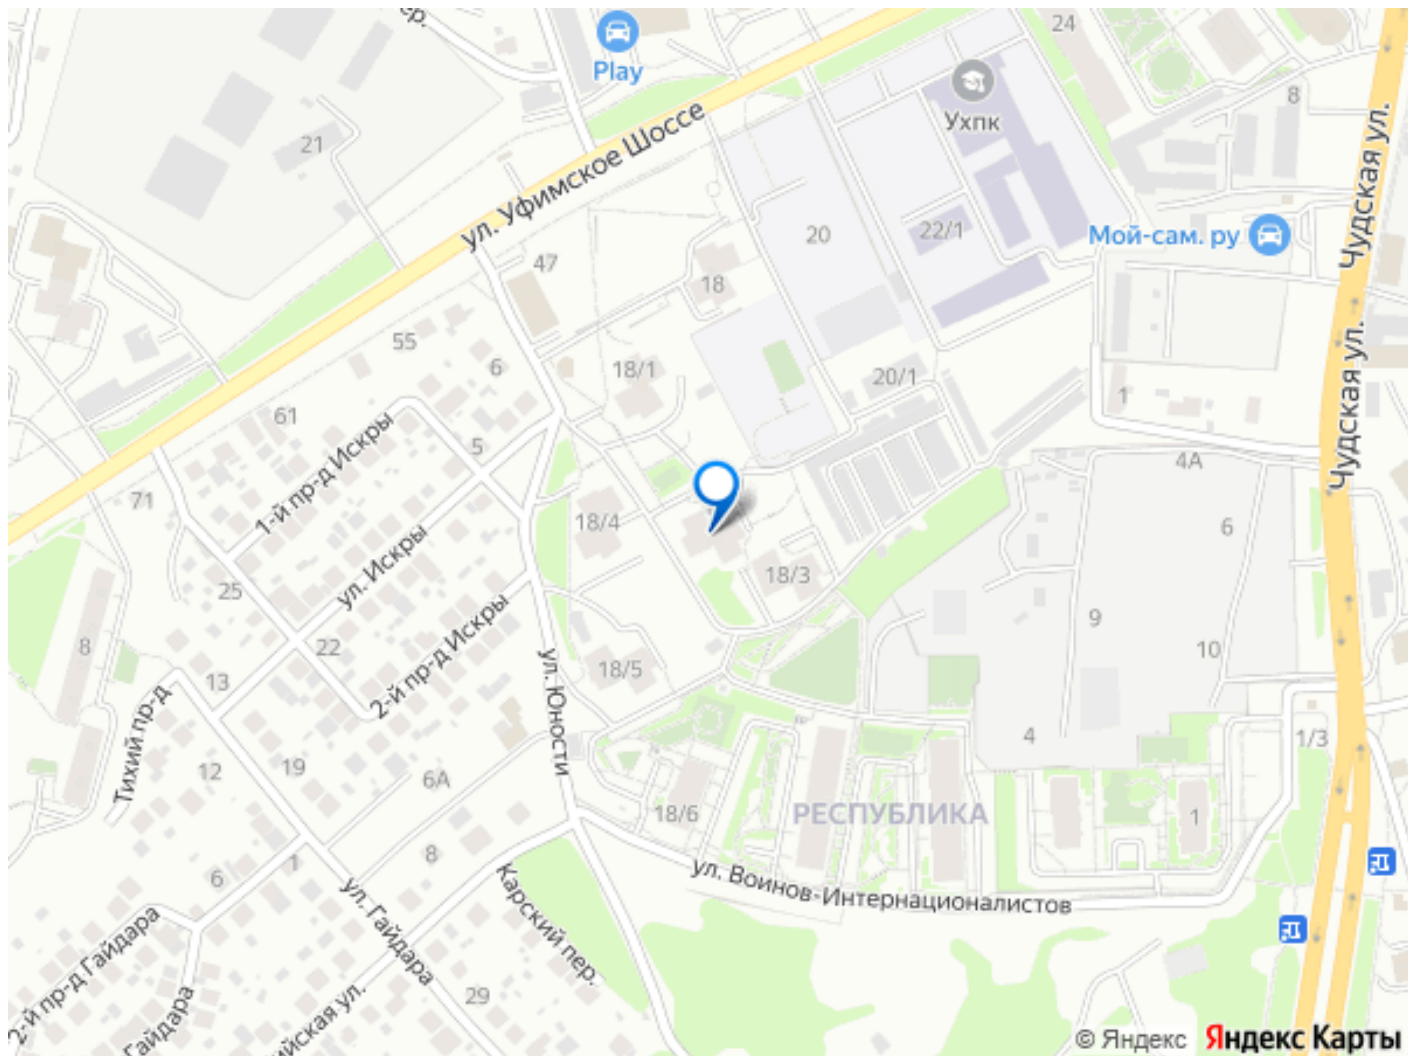 ер.
Play
24
Ухпк
8
21
ул. Уфимское Шоссе
Чудская ул.
20
22/1
Мой-сам. ру
47
18
55
Чудская ул.
6
18/1
20/1
1
61
5
1-й пр-д Искры
4А
71
18/4
6
ул. Искры
25
18/3
2-й пр-д Искры
9
22
8
10
13
18/5
ул. Юности
Тихий пр-д
4
1/3
12
19
6А
18/6
РЕСПУБЛИКА
1
8
1
6
ул. Гайдара
Карский пер.
ул. Воинов-Интернационалистов
2-й пр-д Гайдара
29
Гайдара
ийская ул.
© Яндекс Яндекс Карты